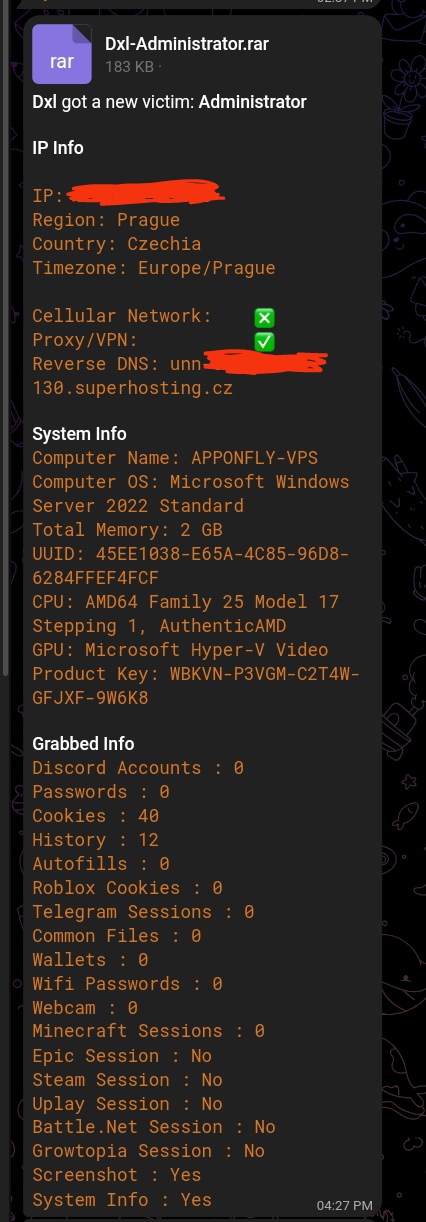 rar
Dxl-Administrator.rar
183 KB ·
Dxl got a new victim: Administrator
IP Info
IP:
Region: Prague
Country: Czechia
Timezone: Europe/Prague
Cellular Network: ❎
Proxy/VPN: ✅
Reverse DNS: unn
130.superhosting.cz
System Info
Computer Name: APPONFLY-VPS
Computer OS: Microsoft Windows
Server 2022 Standard
Total Memory: 2 GB
UUID: 45EE1038-E65A-4C85-96D8-
6284FFEF4FCF
CPU: AMD64 Family 25 Model 17
Stepping 1, AuthenticAMD
GPU: Microsoft Hyper-V Video
Product Key: WBKVN-P3VGM-C2T4W-
GFJXF-9W6K8
Grabbed Info
Discord Accounts : 0
Passwords : 0
Cookies : 40
History : 12
Autofills : 0
Roblox Cookies : 0
Telegram Sessions : 0
Common Files : 0
Wallets : 0
Wifi Passwords : 0
Webcam : 0
Minecraft Sessions : 0
Epic Session : No
Steam Session : No
Uplay Session : No
Battle.Net Session : No
Growtopia Session : No
Screenshot : Yes
System Info : Yes
04:27 PM